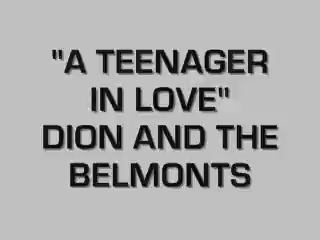 "A TEENAGER
IN LOVE"
DION AND THE
BELMONTS